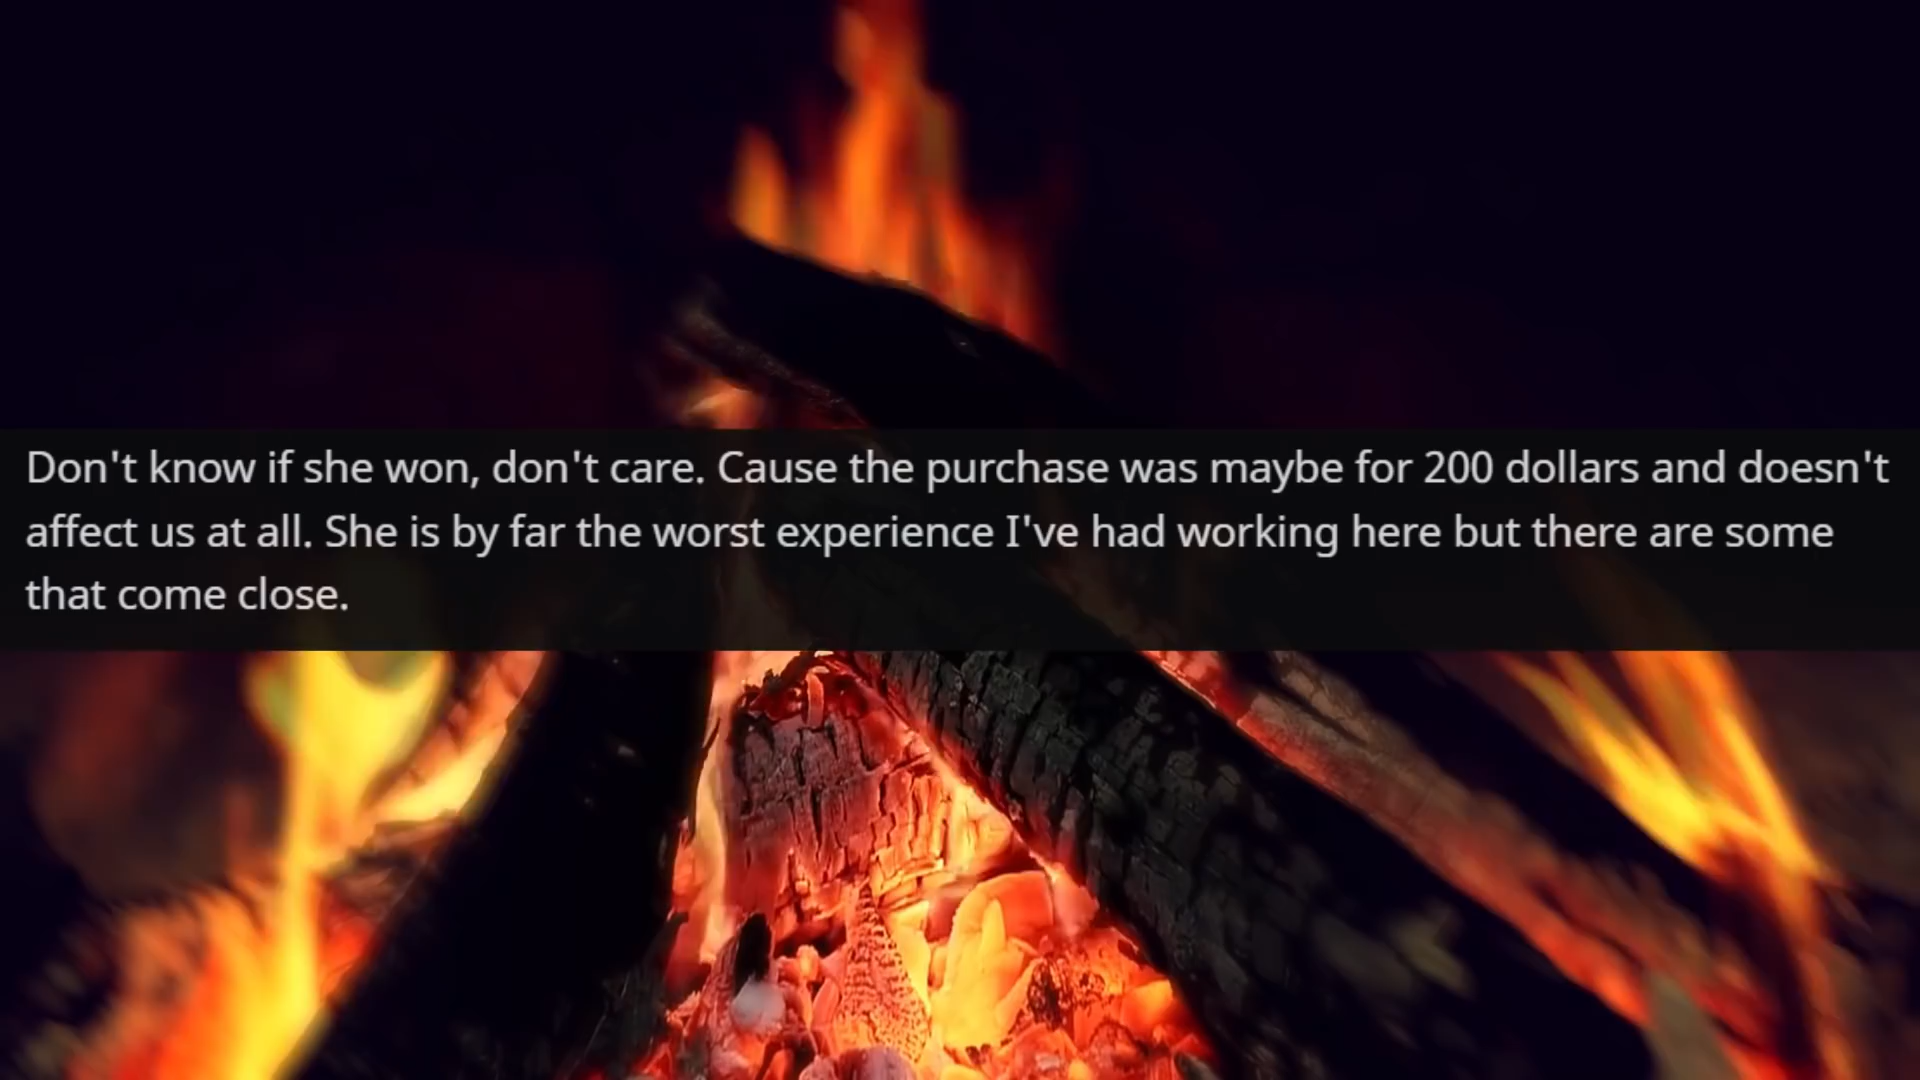 Don't know if she won, don't care. Cause the purchase was maybe for 200 dollars and doesn't
affect us at all. She is by far the worst experience I've had working here but there are some
that come close.